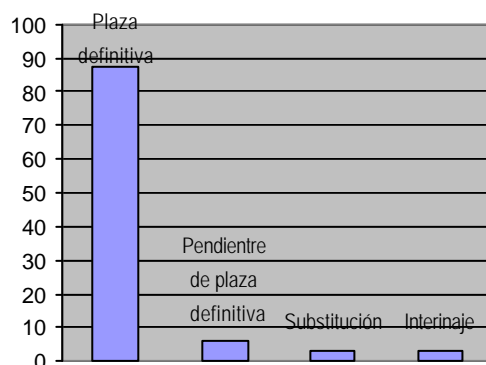 100
90
80
70
60
50
40
30
20
10
0
Plaza
definitiva
Pendientre
de plaza
definitiva
Substitución
Interinaje